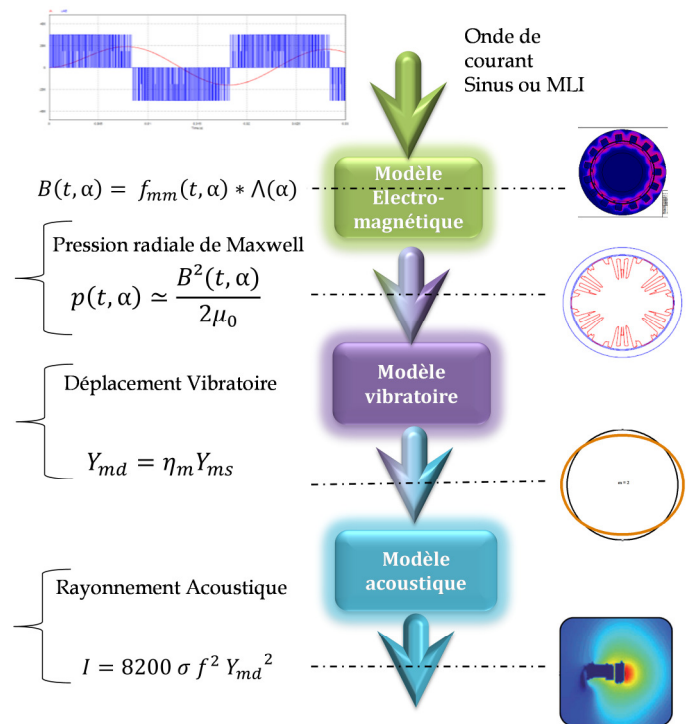 Onde de
courant
Sinus ou MLI
Modèle
Électro-
magnétique
B(t, α) = f_mm(t, α) * Λ(α)
Pression radiale de Maxwell
p(t, α) ≃ B²(t, α) / 2μ₀
Modèle
vibratoire
Déplacement Vibratoire
Y_md = η_m Y_ms
m = 2
Modèle
acoustique
Rayonnement Acoustique
I = 8200 σ f² Y_md²